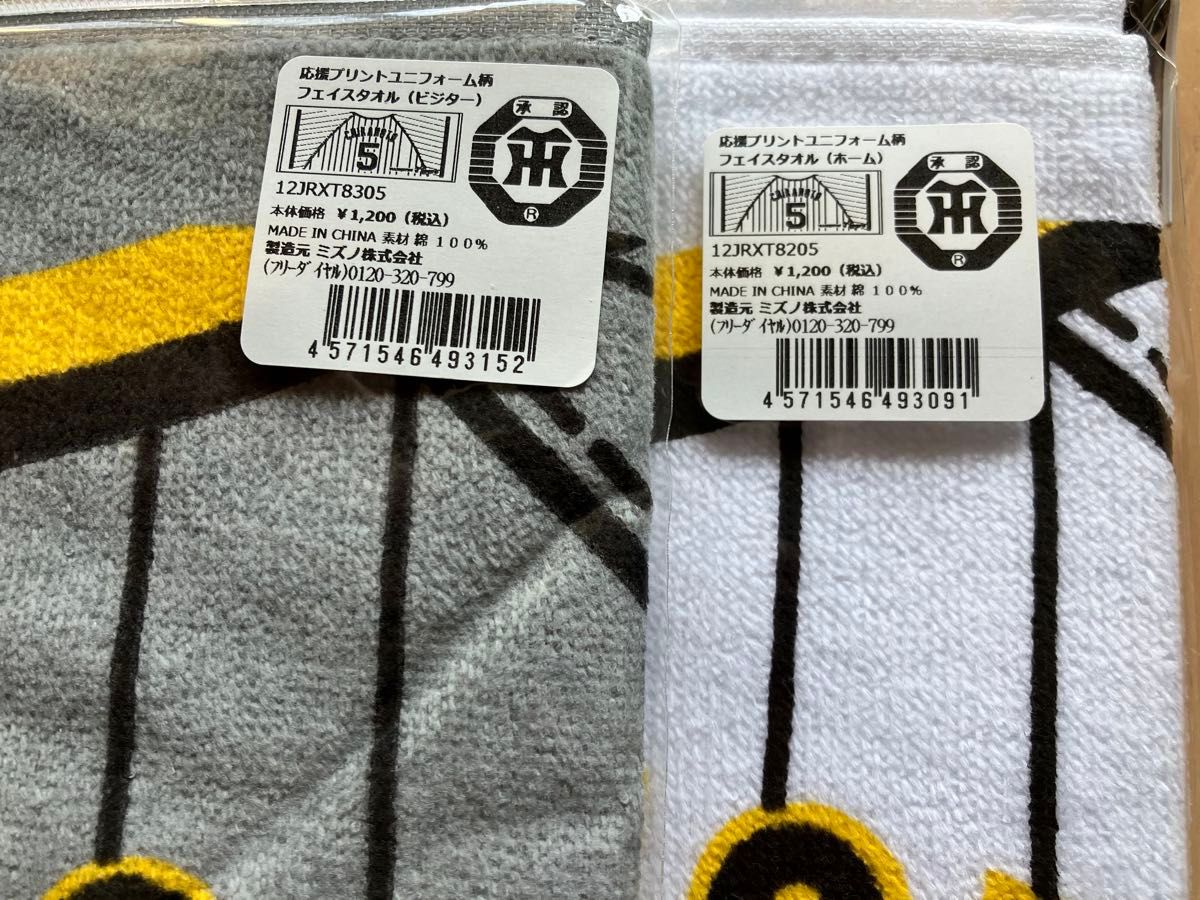 応援プリントユニフォーム柄
フェイスタオル（ビジター）
CHIKAMOTO
5
承認
TH
®
12JRXT8305
本体価格 ￥1,200（税込）
MADE IN CHINA 素材 綿 １００％
製造元 ミズノ株式会社
(ﾌﾘｰﾀﾞｲﾔﾙ)0120-320-799
4 571546 493152
応援プリントユニフォーム柄
フェイスタオル（ホーム）
CHIKAMOTO
5
承認
TH
®
12JRXT8205
本体価格 ￥1,200（税込）
MADE IN CHINA 素材 綿 １００％
製造元 ミズノ株式会社
(ﾌﾘｰﾀﾞｲﾔﾙ)0120-320-799
4 571546 493091